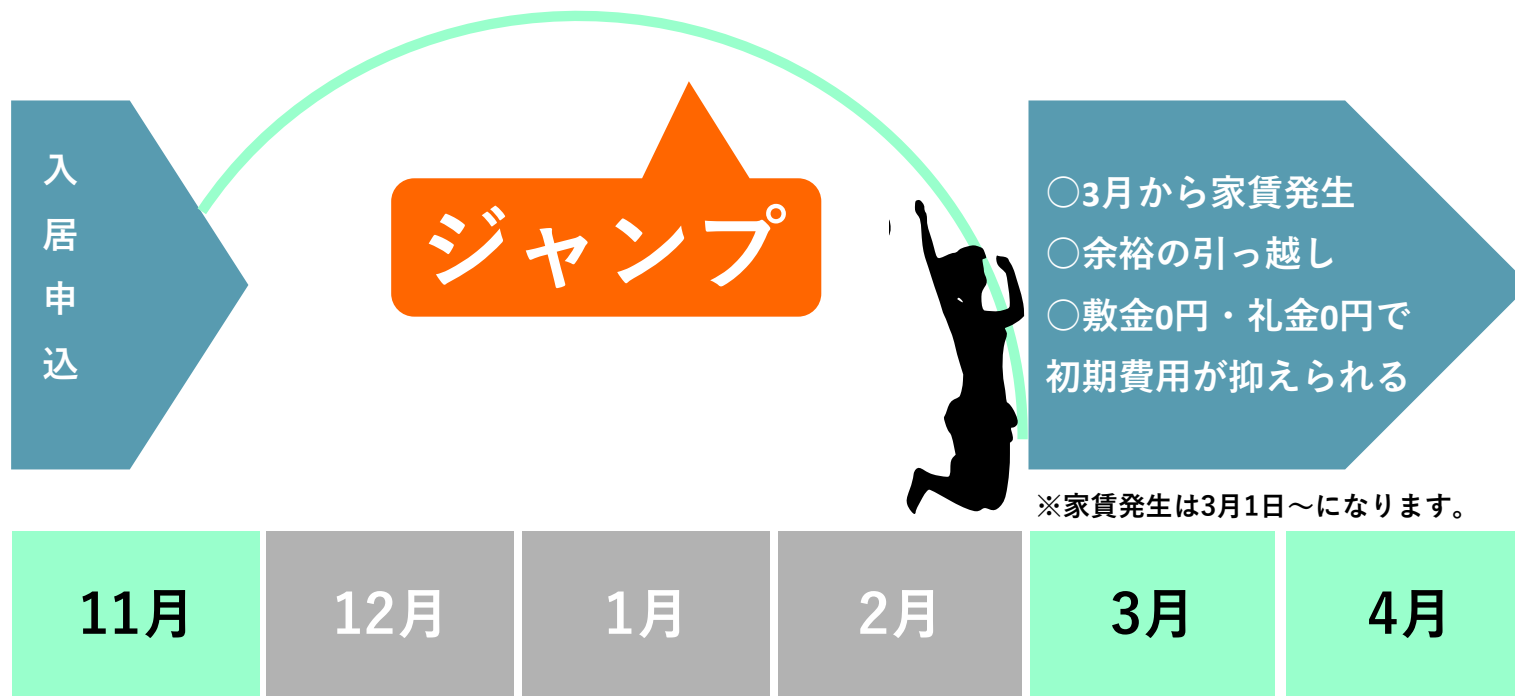 入居申込
ジャンプ
○3月から家賃発生
○余裕の引っ越し
○敷金0円・礼金0円で
初期費用が抑えられる
※家賃発生は3月1日～になります。
11月
12月
1月
2月
3月
4月